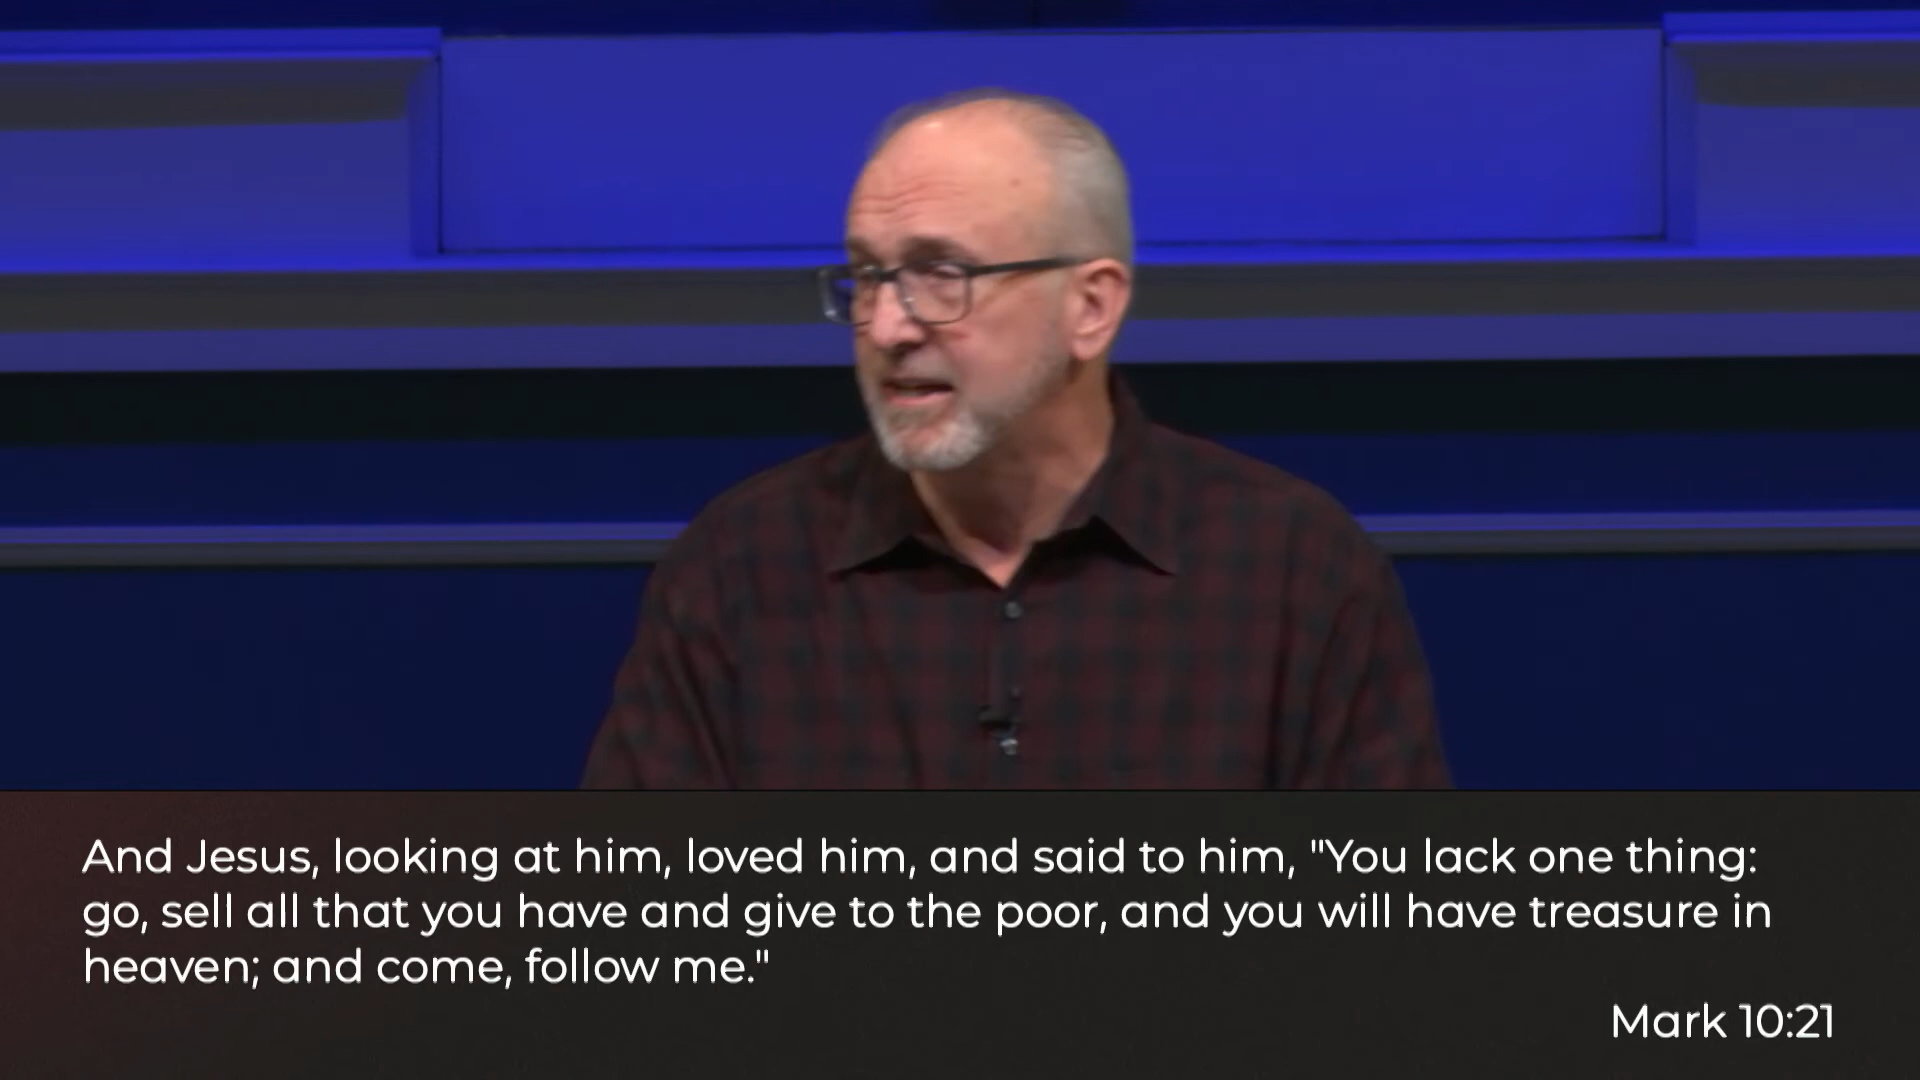 And Jesus, looking at him, loved him, and said to him, "You lack one thing:
go, sell all that you have and give to the poor, and you will have treasure in
heaven; and come, follow me."
Mark 10:21